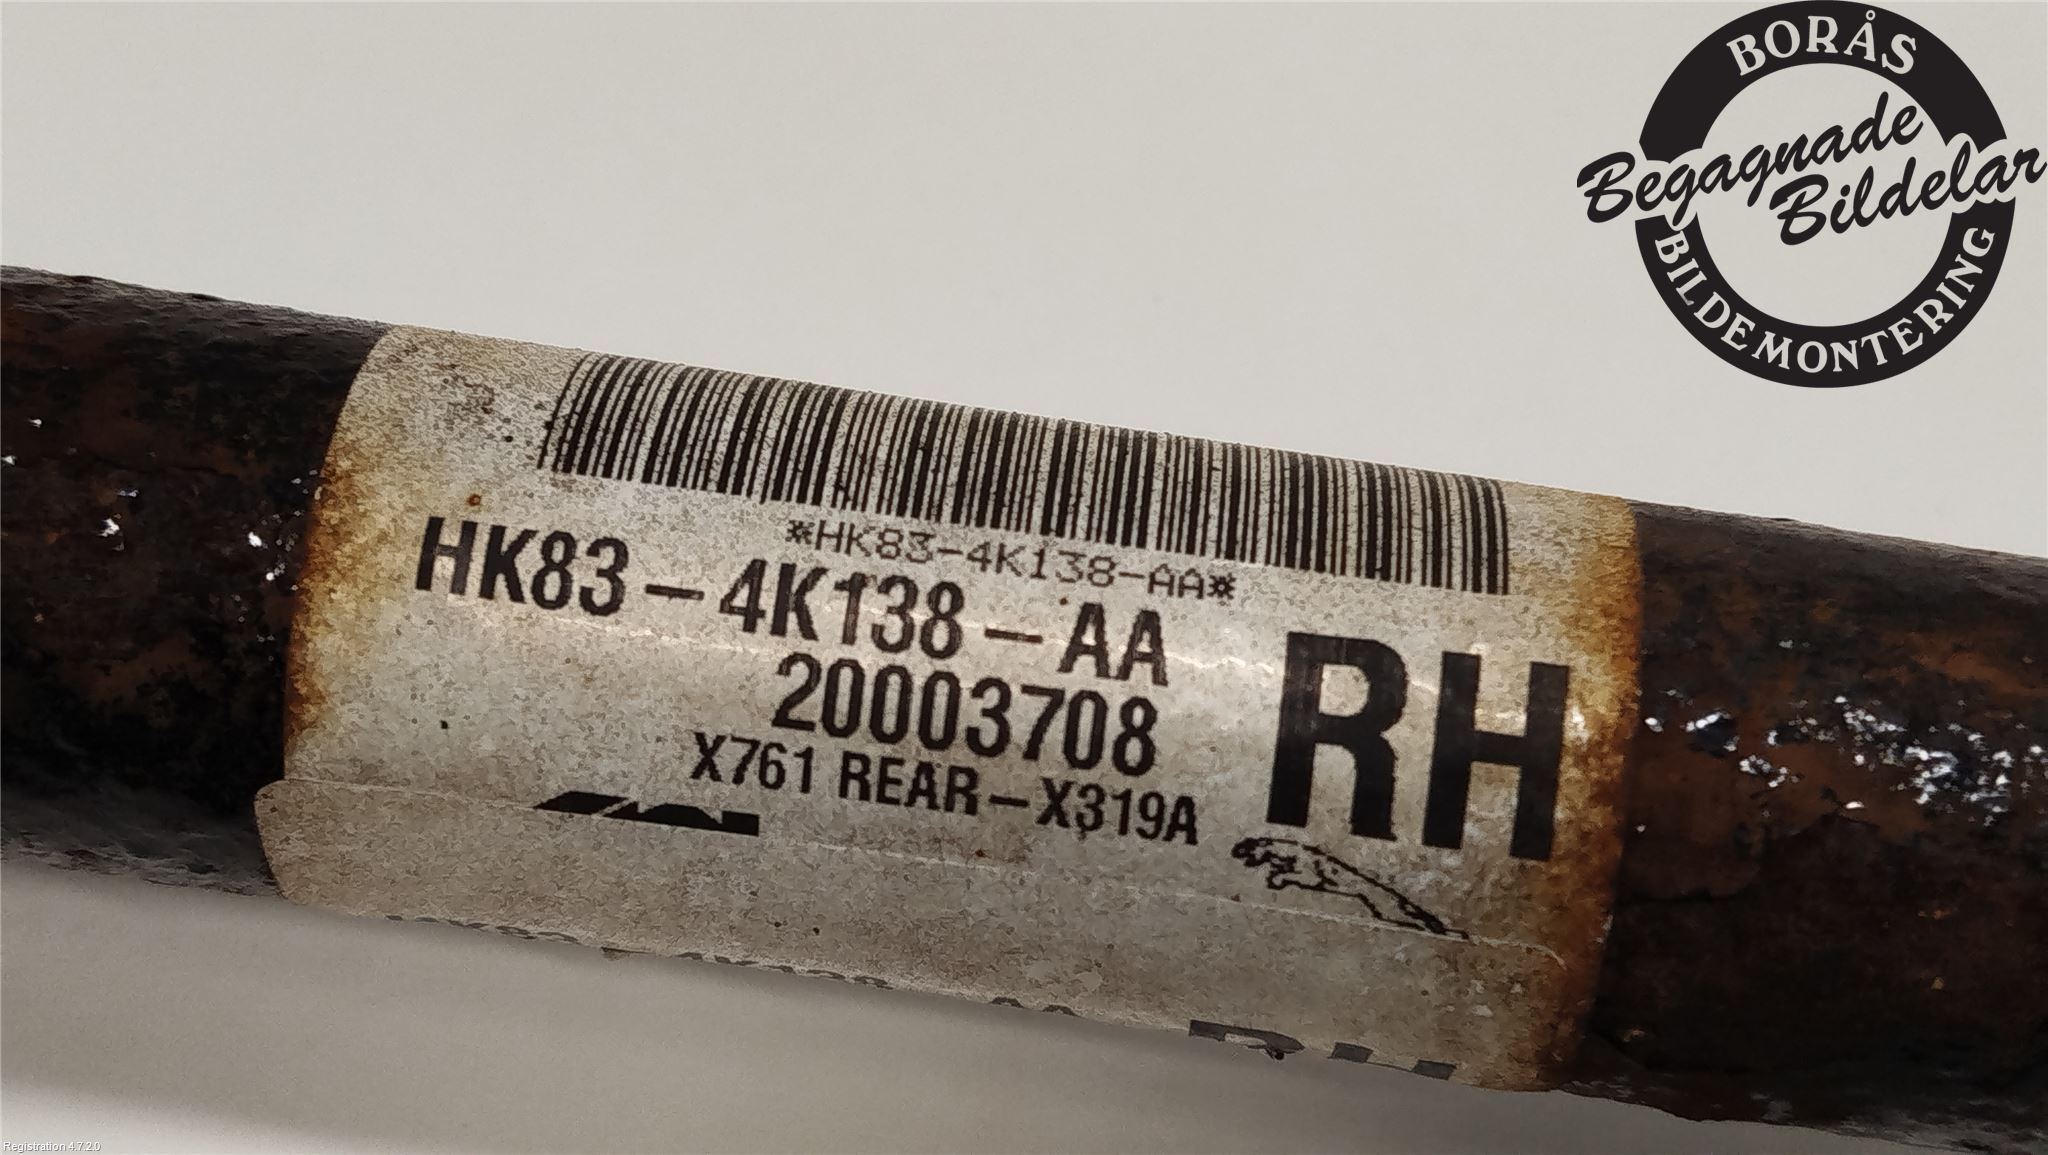 BORÅS
Begagnade
Bildelar
BILDEMONTERING
*HK83-4K138-AA*
HK83-4K138-AA
20003708
X761 REAR-X319A
RH
Registration 4.7.2.0